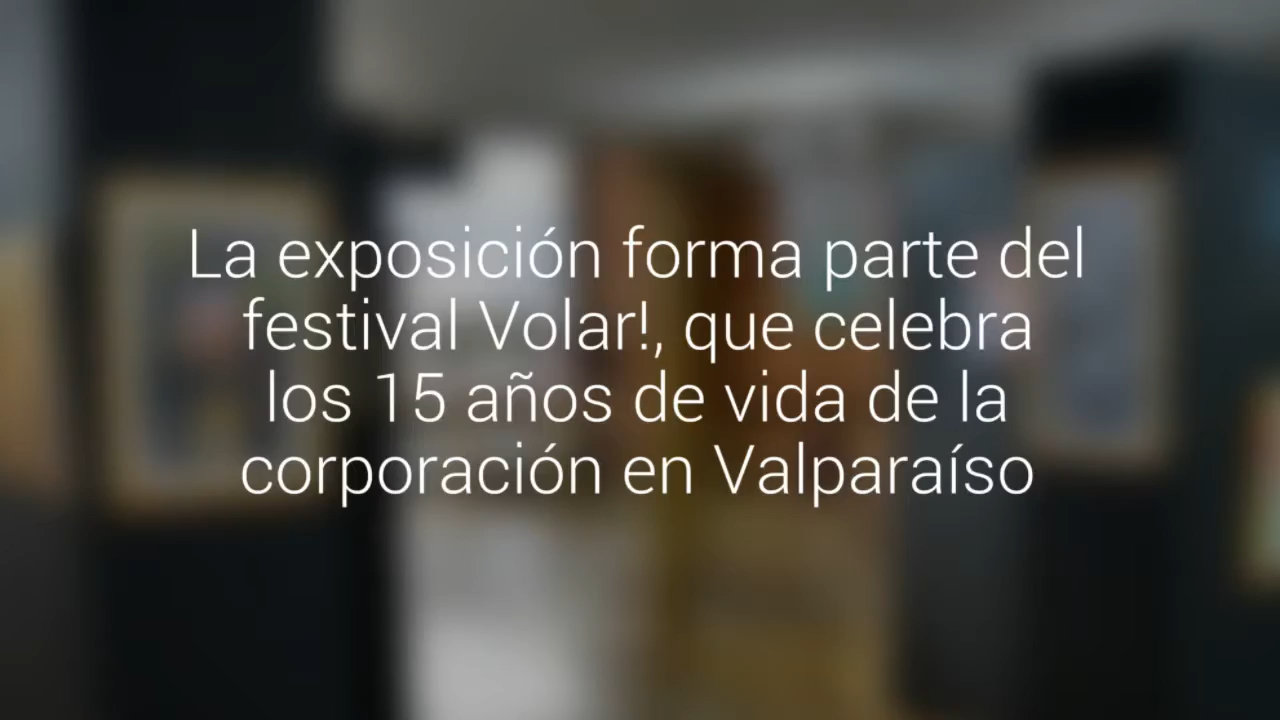 La exposición forma parte del
festival Volar!, que celebra
los 15 años de vida de la
corporación en Valparaíso